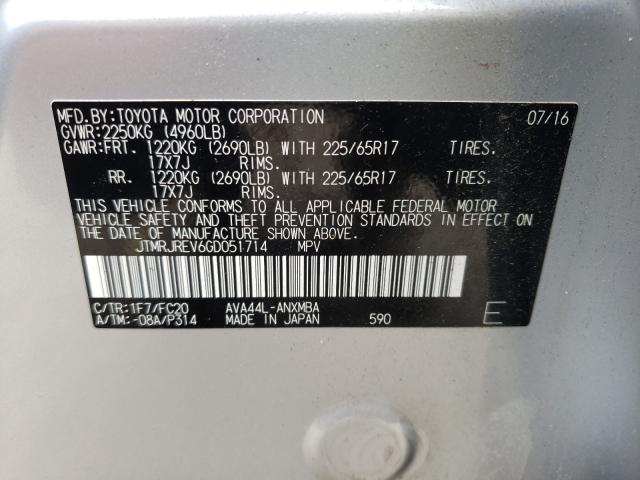 MFD.BY:TOYOTA MOTOR CORPORATION 07/16
GVWR:2250KG (4960LB)
GAWR:FRT. 1220KG (2690LB) WITH 225/65R17 TIRES.
17X7J RIMS.
RR. 1220KG (2690LB) WITH 225/65R17 TIRES.
17X7J RIMS.
THIS VEHICLE CONFORMS TO ALL APPLICABLE FEDERAL MOTOR
VEHICLE SAFETY AND THEFT PREVENTION STANDARDS IN EFFECT ON
THE DATE OF MANUFACTURE SHOWN ABOVE.
JTMRJREV6GD051714 MPV
C/TR:1F7/FC20 AVA44L-ANXMBA
A/TM:-08A/P314 MADE IN JAPAN 590 E